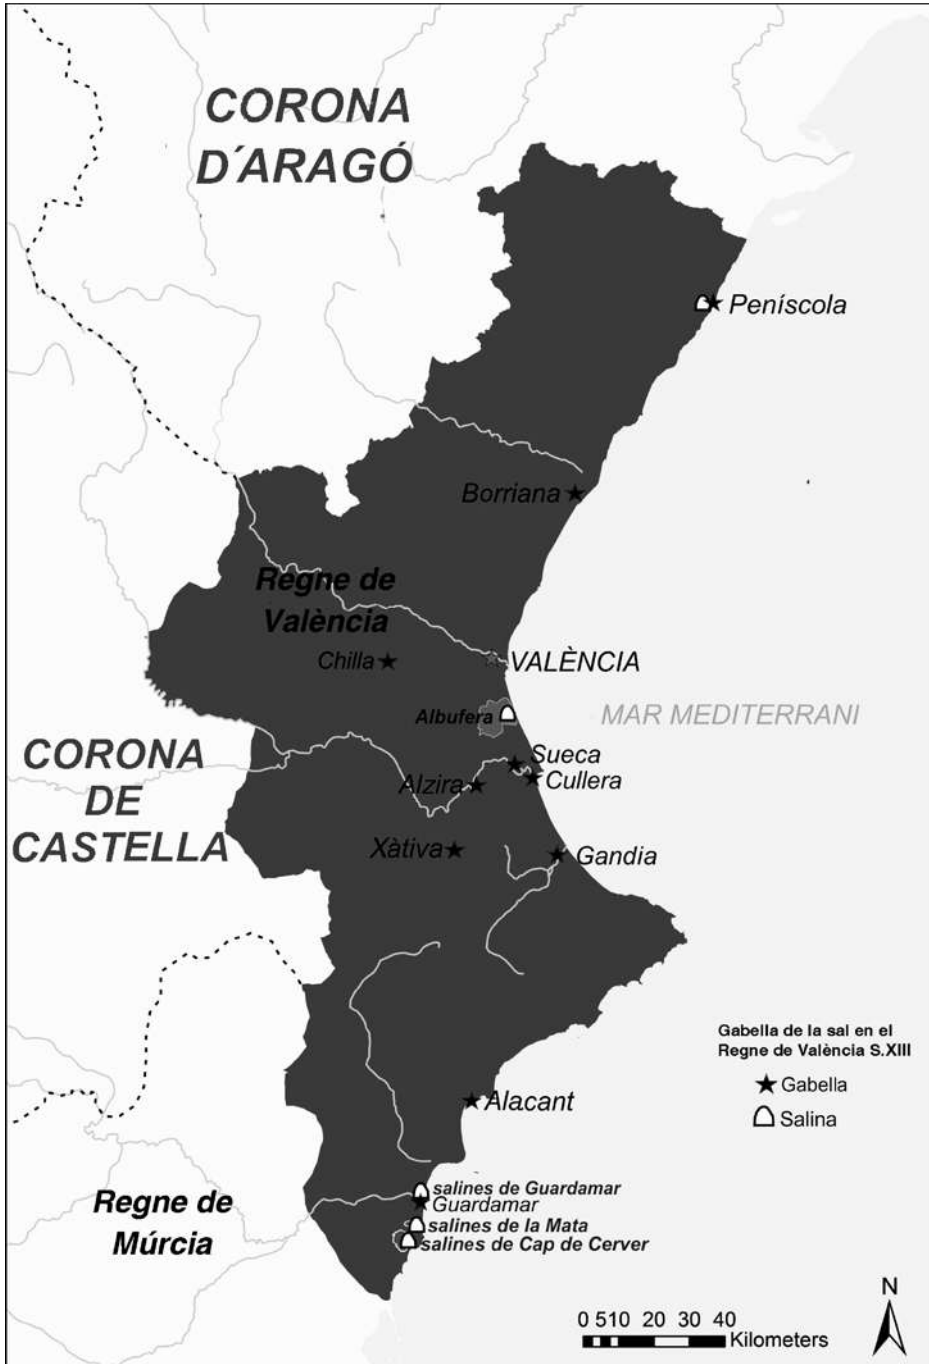 CORONA
D´ARAGÓ
Peníscola
Borriana
Regne de
València
Chilla
VALÈNCIA
Albufera
MAR MEDITERRANI
CORONA
DE
CASTELLA
Sueca
Cullera
Alzira
Xàtiva
Gandia
Gabella de la sal en el
Regne de València S.XIII
Gabella
Salina
Alacant
salines de Guardamar
Guardamar
salines de la Mata
salines de Cap de Cerver
Regne de
Múrcia
N
0 510 20 30 40
Kilometers